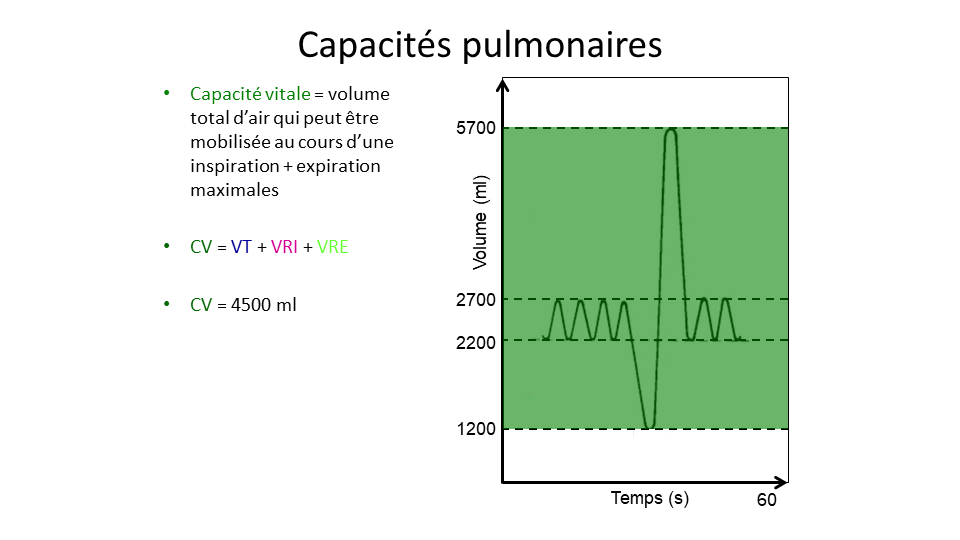 Capacités pulmonaires
• Capacité vitale = volume
total d’air qui peut être
mobilisée au cours d’une
inspiration + expiration
maximales
• CV = VT + VRI + VRE
• CV = 4500 ml
5700
Volume (ml)
2700
2200
1200
Temps (s)
60